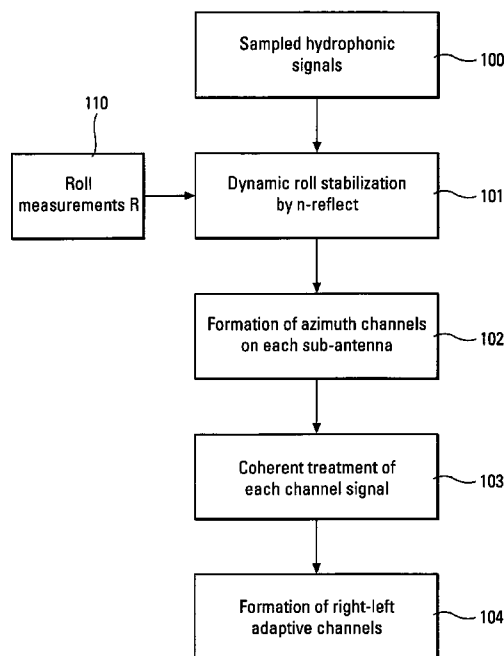 Sampled hydrophonic
signals
100
110
Roll
measurements R
Dynamic roll stabilization
by n-reflect
101
Formation of azimuth channels
on each sub-antenna
102
Coherent treatment of
each channel signal
103
Formation of right-left
adaptive channels
104